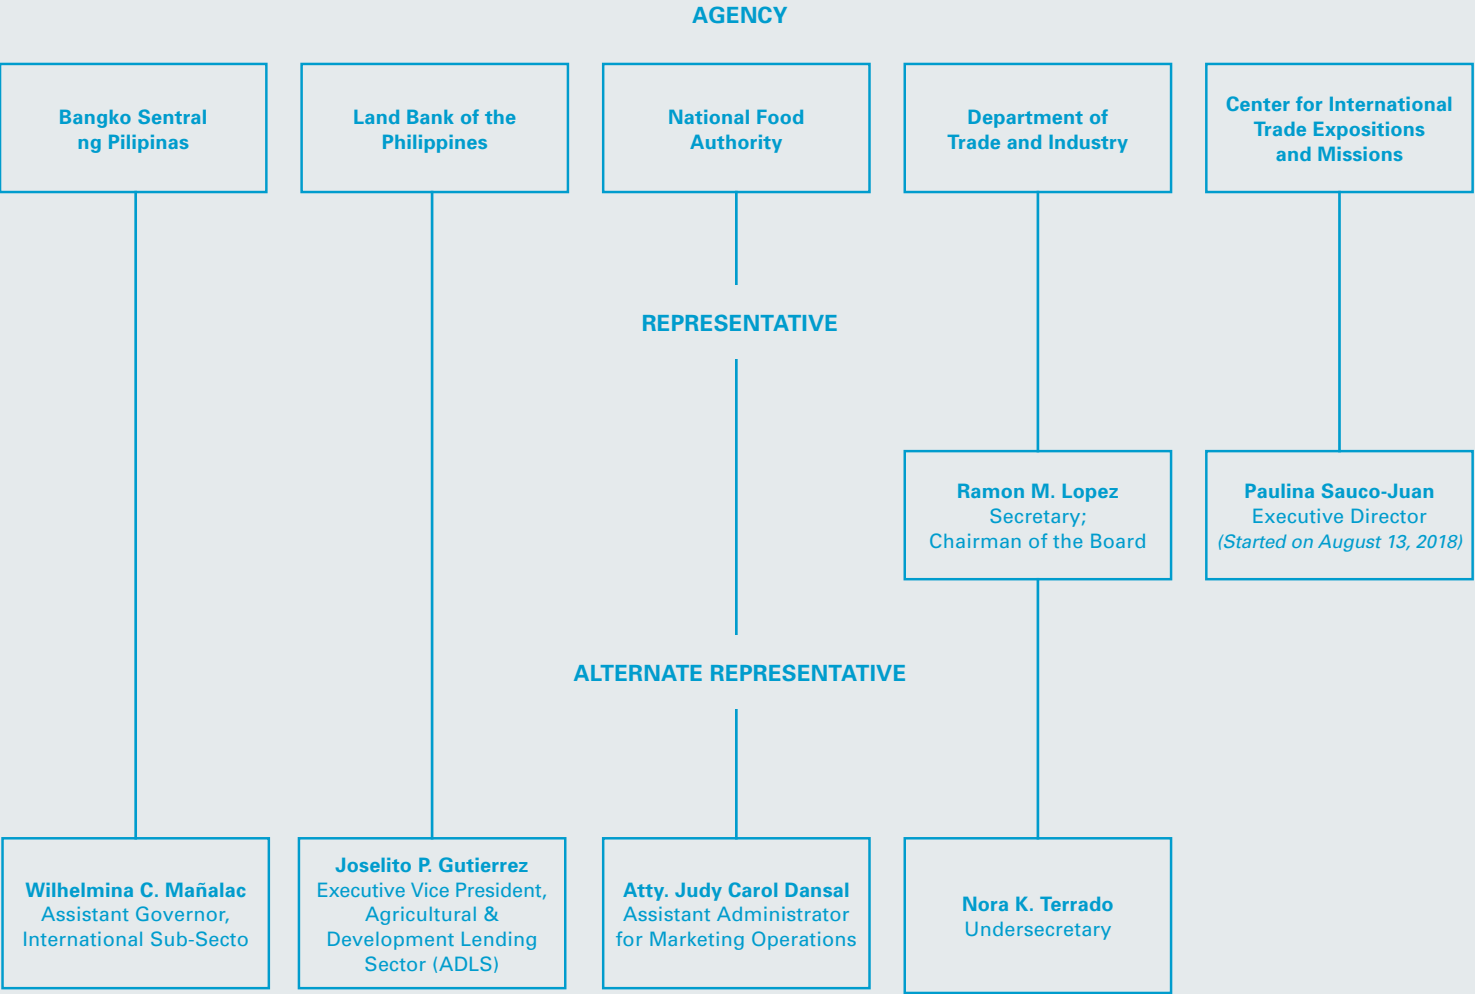 AGENCY
Bangko Sentral
ng Pilipinas
Land Bank of the
Philippines
National Food
Authority
Department of
Trade and Industry
Center for International
Trade Expositions
and Missions
REPRESENTATIVE
Ramon M. Lopez
Secretary;
Chairman of the Board
Paulina Sauco-Juan
Executive Director
(Started on August 13, 2018)
ALTERNATE REPRESENTATIVE
Wilhelmina C. Mañalac
Assistant Governor,
International Sub-Secto
Joselito P. Gutierrez
Executive Vice President,
Agricultural &
Development Lending
Sector (ADLS)
Atty. Judy Carol Dansal
Assistant Administrator
for Marketing Operations
Nora K. Terrado
Undersecretary